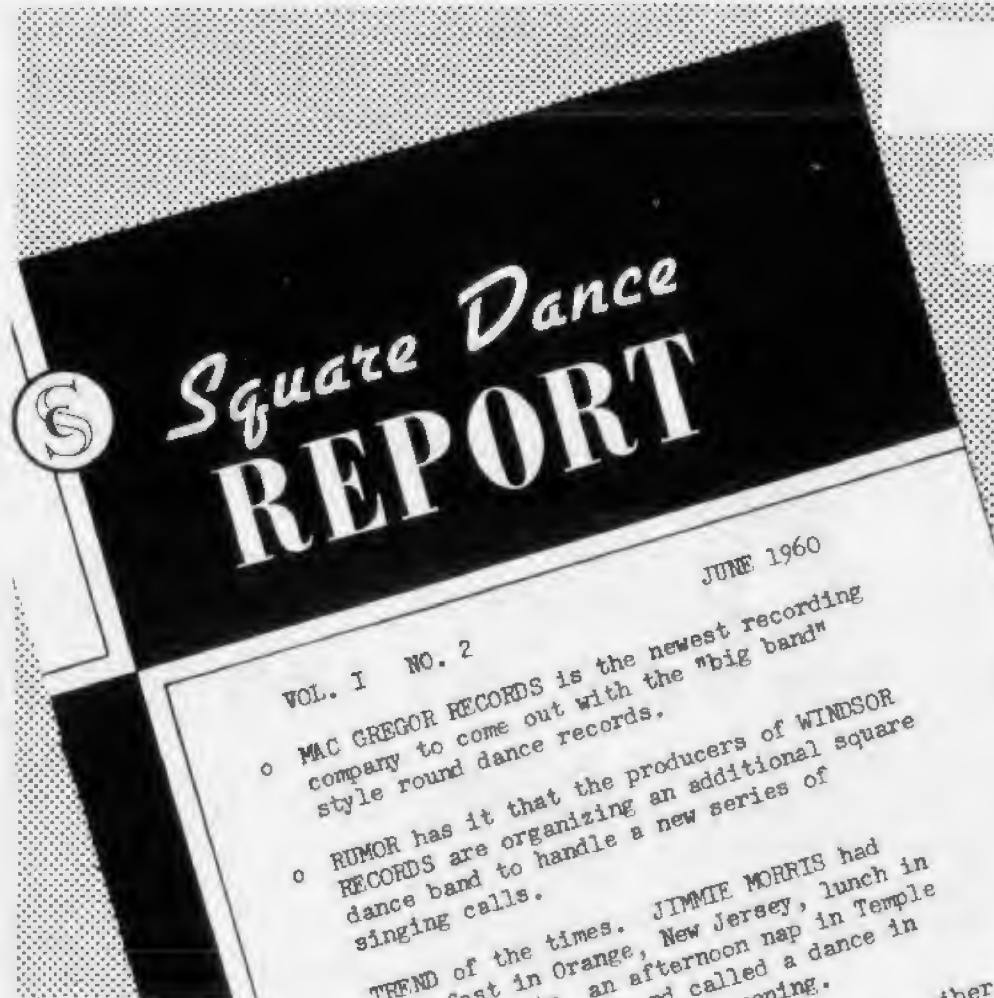 Square Dance
REPORT
JUNE 1960
VOL. I NO. 2
o MAC GREGOR RECORDS is the newest recording
company to come out with the "big band"
style round dance records.
o RUMOR has it that the producers of WINDSOR
RECORDS are organizing an additional square
dance band to handle a new series of
singing calls.
TREND of the times. JIMMIE MORRIS had
in Orange, New Jersey, lunch in
an afternoon nap in Temple
called a dance in